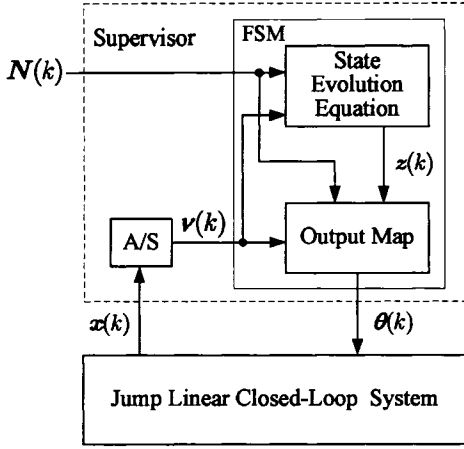 Supervisor
FSM
N(k)
State
Evolution
Equation
z(k)
A/S
ν(k)
Output Map
x(k)
θ(k)
Jump Linear Closed-Loop System